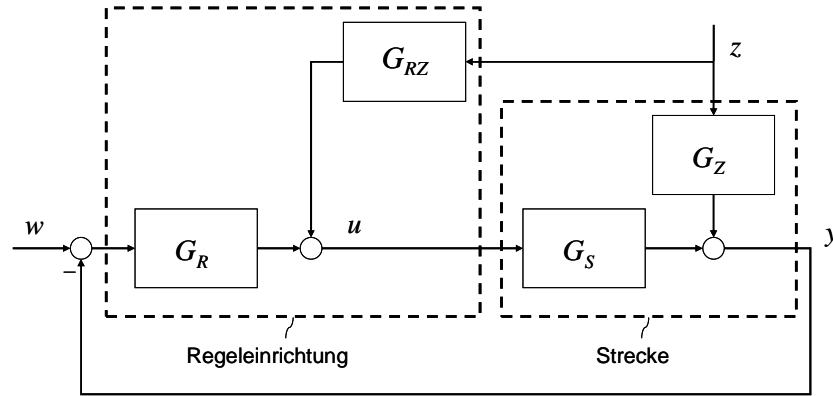 G_RZ
z
G_Z
w
G_R
u
G_S
y
–
Regeleinrichtung
Strecke